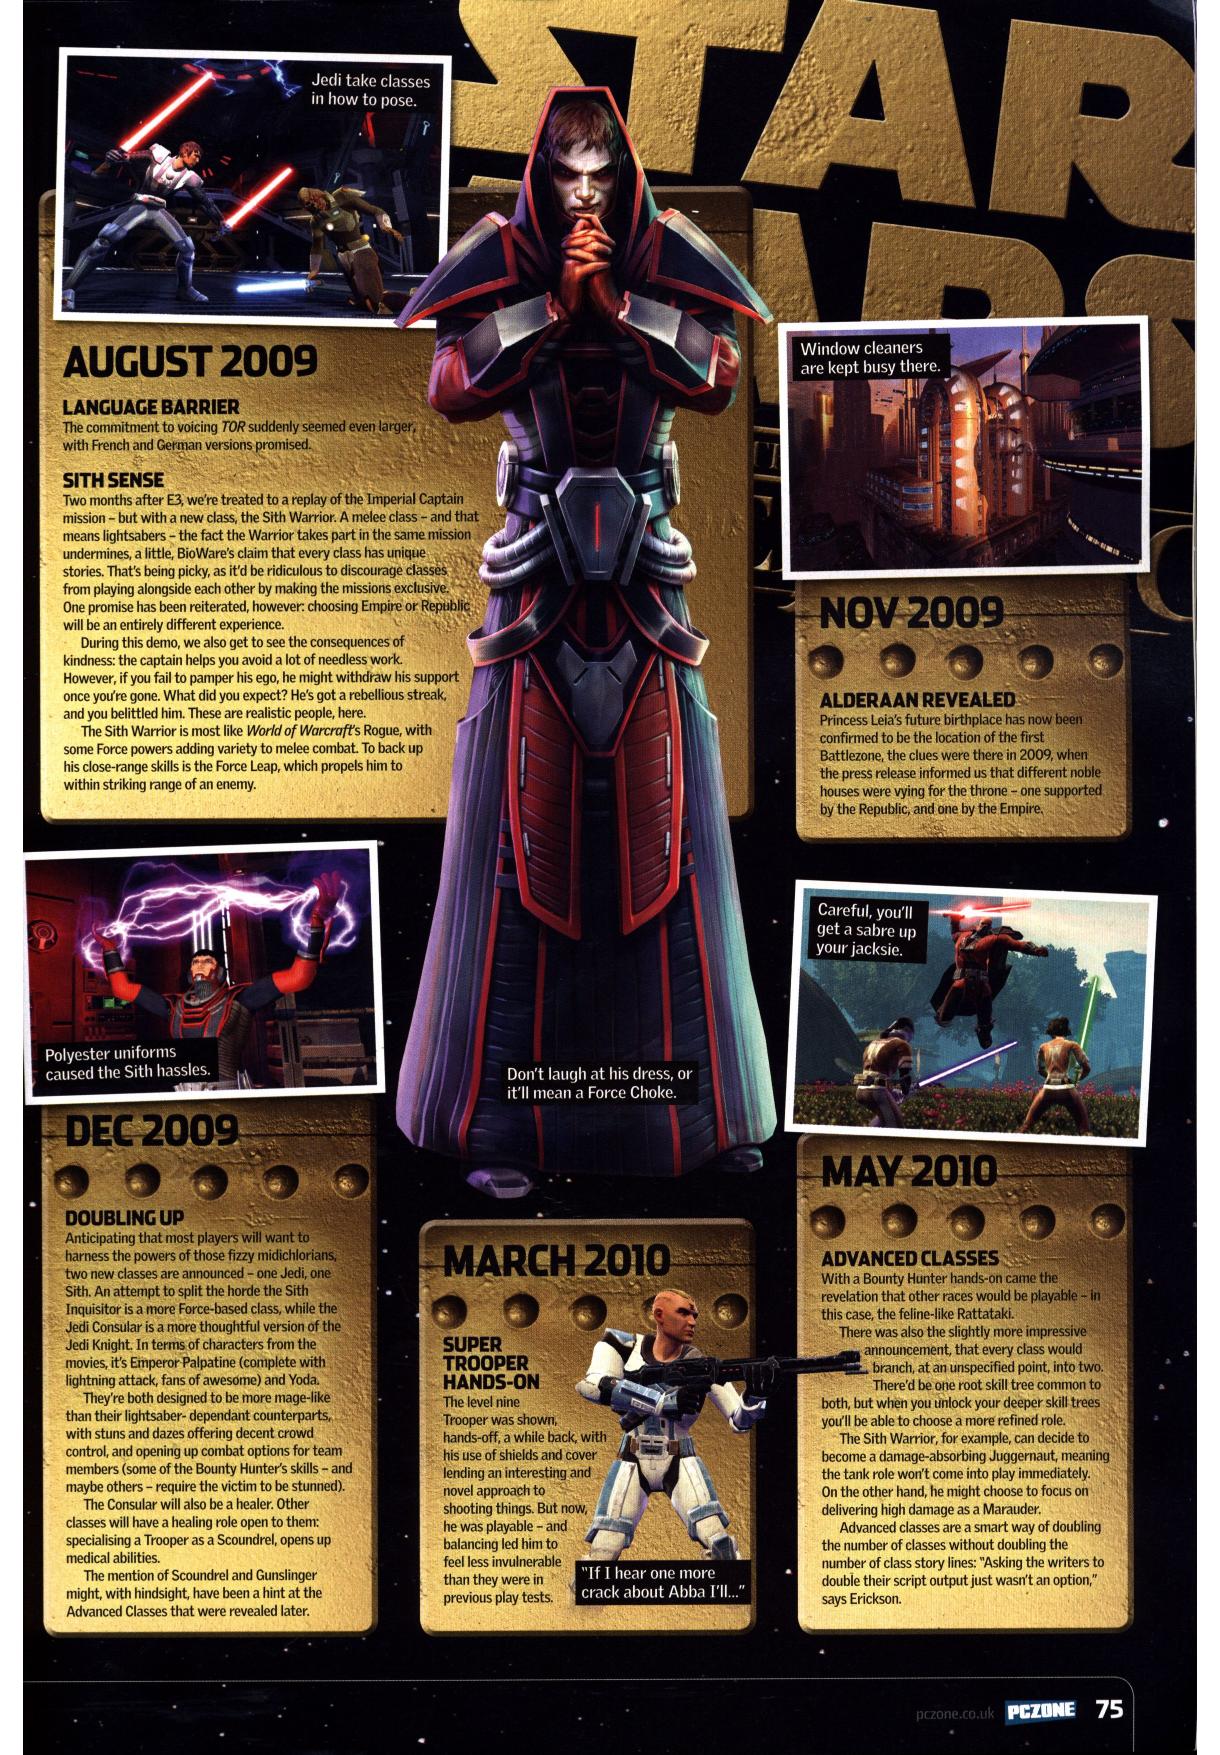 STAR
WARS
Jedi take classes
in how to pose.
AUGUST 2009
LANGUAGE BARRIER
The commitment to voicing TOR suddenly seemed even larger,
with French and German versions promised.
SITH SENSE
Two months after E3, we're treated to a replay of the Imperial Captain
mission – but with a new class, the Sith Warrior. A melee class – and that
means lightsabers – the fact the Warrior takes part in the same mission
undermines, a little, BioWare's claim that every class has unique
stories. That's being picky, as it'd be ridiculous to discourage classes
from playing alongside each other by making the missions exclusive.
One promise has been reiterated, however: choosing Empire or Republic
will be an entirely different experience.
During this demo, we also get to see the consequences of
kindness: the captain helps you avoid a lot of needless work.
However, if you fail to pamper his ego, he might withdraw his support
once you're gone. What did you expect? He's got a rebellious streak,
and you belittled him. These are realistic people, here.
The Sith Warrior is most like World of Warcraft's Rogue, with
some Force powers adding variety to melee combat. To back up
his close-range skills is the Force Leap, which propels him to
within striking range of an enemy.
Window cleaners
are kept busy there.
NOV 2009
ALDERAAN REVEALED
Princess Leia's future birthplace has now been
confirmed to be the location of the first
Battlezone, the clues were there in 2009, when
the press release informed us that different noble
houses were vying for the throne – one supported
by the Republic, and one by the Empire.
Polyester uniforms
caused the Sith hassles.
DEC 2009
DOUBLING UP
Anticipating that most players will want to
harness the powers of those fizzy midichlorians,
two new classes are announced – one Jedi, one
Sith. An attempt to split the horde the Sith
Inquisitor is a more Force-based class, while the
Jedi Consular is a more thoughtful version of the
Jedi Knight. In terms of characters from the
movies, it's Emperor Palpatine (complete with
lightning attack, fans of awesome) and Yoda.
They're both designed to be more mage-like
than their lightsaber- dependant counterparts,
with stuns and dazes offering decent crowd
control, and opening up combat options for team
members (some of the Bounty Hunter's skills – and
maybe others – require the victim to be stunned).
The Consular will also be a healer. Other
classes will have a healing role open to them:
specialising a Trooper as a Scoundrel, opens up
medical abilities.
The mention of Scoundrel and Gunslinger
might, with hindsight, have been a hint at the
Advanced Classes that were revealed later.
Don't laugh at his dress, or
it'll mean a Force Choke.
MARCH 2010
SUPER
TROOPER
HANDS-ON
The level nine
Trooper was shown,
hands-off, a while back, with
his use of shields and cover
lending an interesting and
novel approach to
shooting things. But now,
he was playable – and
balancing led him to
feel less invulnerable
than they were in
previous play tests.
"If I hear one more
crack about Abba I'll..."
Careful, you'll
get a sabre up
your jacksie.
MAY 2010
ADVANCED CLASSES
With a Bounty Hunter hands-on came the
revelation that other races would be playable – in
this case, the feline-like Rattataki.
There was also the slightly more impressive
announcement, that every class would
branch, at an unspecified point, into two.
There'd be one root skill tree common to
both, but when you unlock your deeper skill trees
you'll be able to choose a more refined role.
The Sith Warrior, for example, can decide to
become a damage-absorbing Juggernaut, meaning
the tank role won't come into play immediately.
On the other hand, he might choose to focus on
delivering high damage as a Marauder.
Advanced classes are a smart way of doubling
the number of classes without doubling the
number of class story lines: "Asking the writers to
double their script output just wasn't an option,"
says Erickson.
pczone.co.uk PCZONE 75